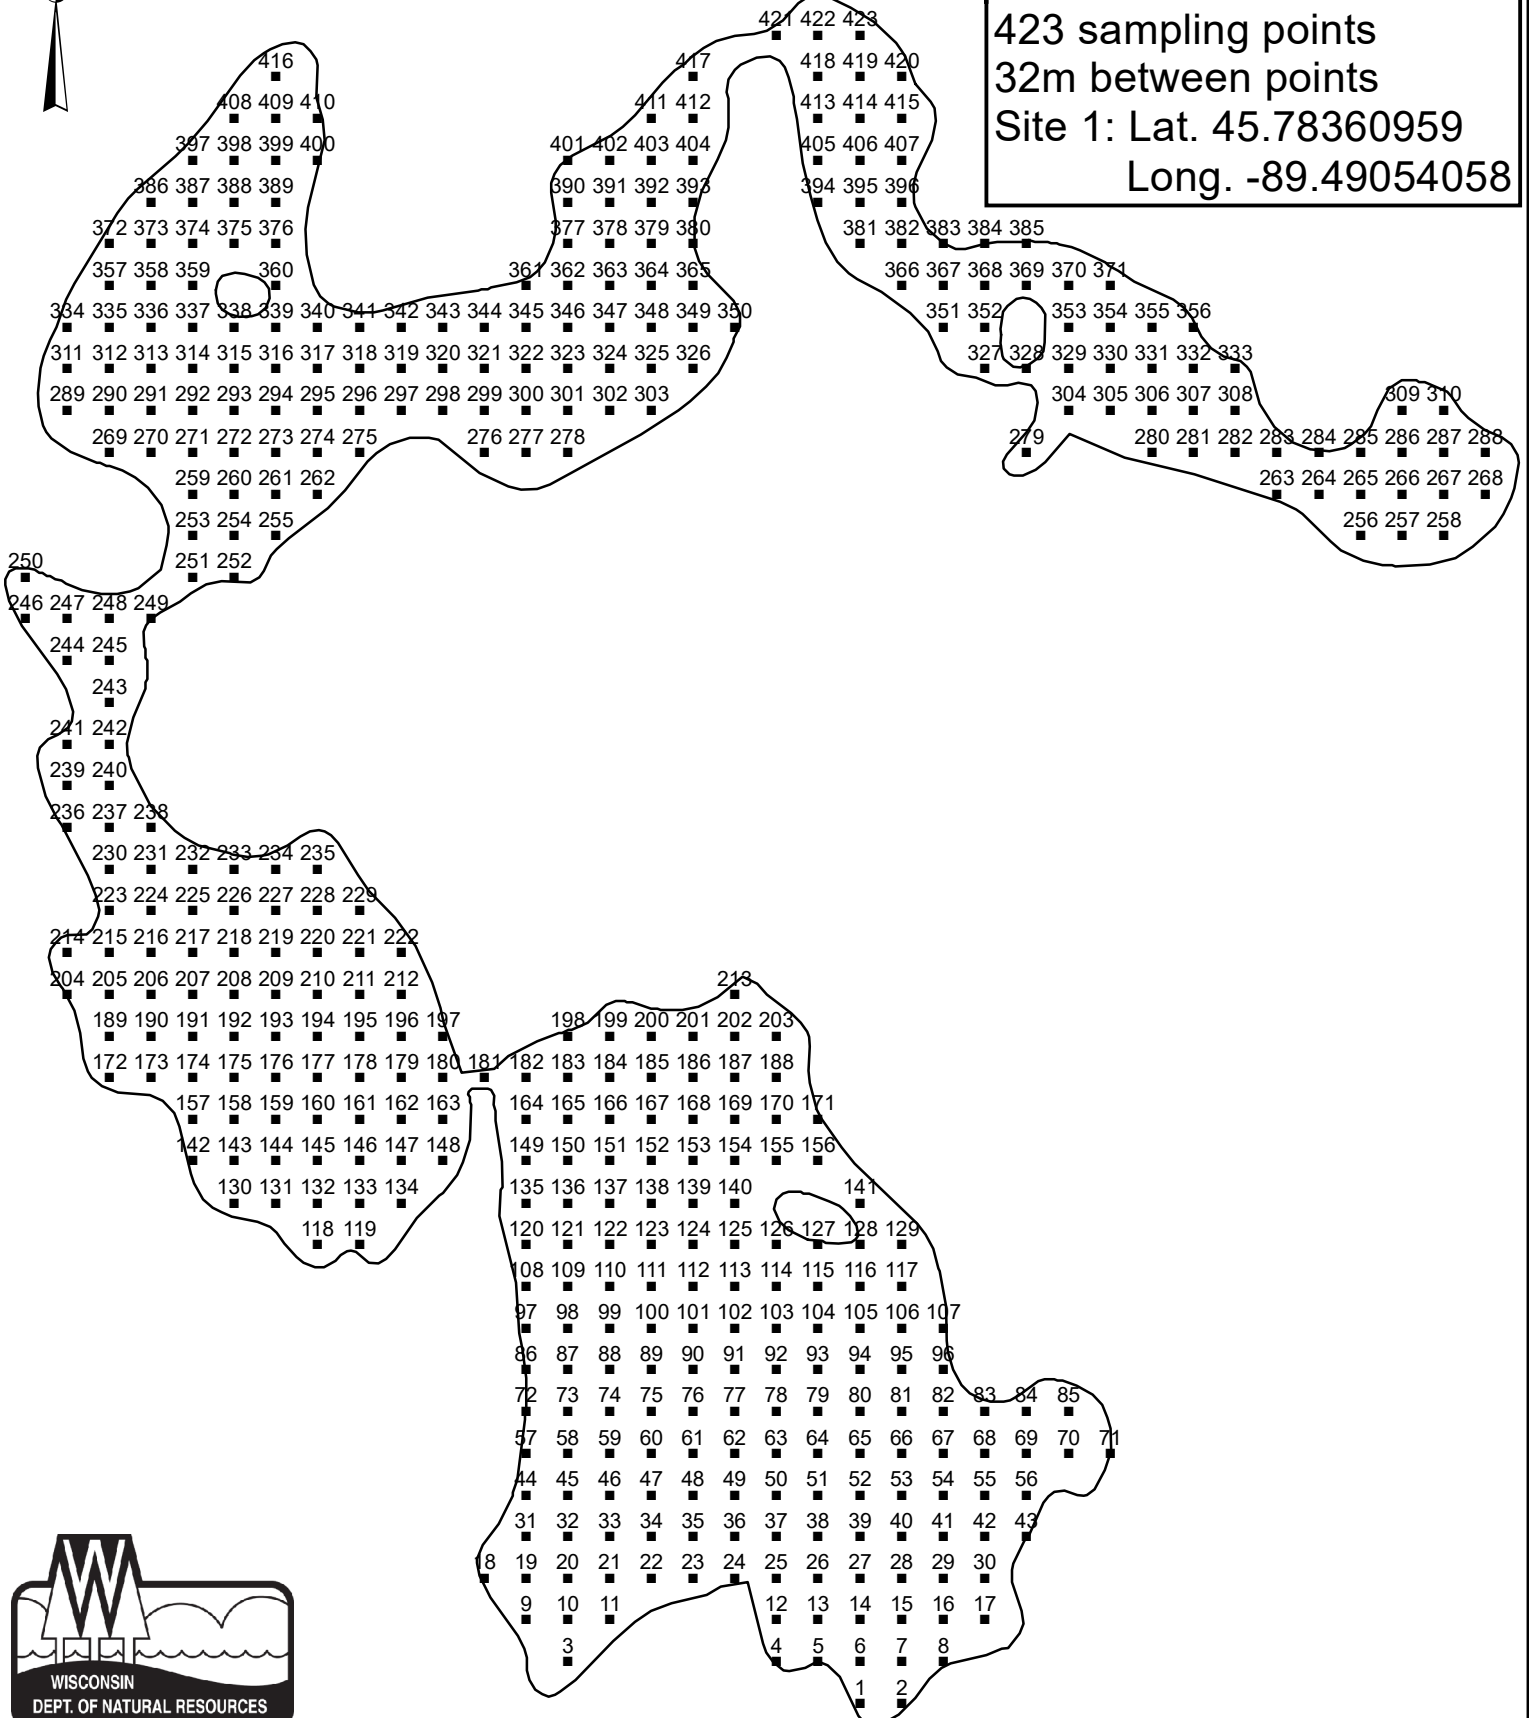 421 422 423
423 sampling points
416 417 418 419 420
32m between points
408 409 410 411 412 413 414 415
Site 1: Lat. 45.78360959
397 398 399 400 401 402 403 404 405 406 407
Long. -89.49054058
386 387 388 389 390 391 392 393 394 395 396
372 373 374 375 376 377 378 379 380 381 382 383 384 385
357 358 359 360 361 362 363 364 365 366 367 368 369 370 371
334 335 336 337 338 339 340 341 342 343 344 345 346 347 348 349 350 351 352 353 354 355 356
311 312 313 314 315 316 317 318 319 320 321 322 323 324 325 326 327 328 329 330 331 332 333
289 290 291 292 293 294 295 296 297 298 299 300 301 302 303 304 305 306 307 308 309 310
269 270 271 272 273 274 275 276 277 278 279 280 281 282 283 284 285 286 287 288
259 260 261 262 263 264 265 266 267 268
253 254 255 256 257 258
250 251 252
246 247 248 249
244 245
243
241 242
239 240
236 237 238
230 231 232 233 234 235
223 224 225 226 227 228 229
214 215 216 217 218 219 220 221 222
204 205 206 207 208 209 210 211 212 213
189 190 191 192 193 194 195 196 197 198 199 200 201 202 203
172 173 174 175 176 177 178 179 180 181 182 183 184 185 186 187 188
157 158 159 160 161 162 163 164 165 166 167 168 169 170 171
142 143 144 145 146 147 148 149 150 151 152 153 154 155 156
130 131 132 133 134 135 136 137 138 139 140 141
118 119 120 121 122 123 124 125 126 127 128 129
108 109 110 111 112 113 114 115 116 117
97 98 99 100 101 102 103 104 105 106 107
86 87 88 89 90 91 92 93 94 95 96
72 73 74 75 76 77 78 79 80 81 82 83 84 85
57 58 59 60 61 62 63 64 65 66 67 68 69 70 71
44 45 46 47 48 49 50 51 52 53 54 55 56
31 32 33 34 35 36 37 38 39 40 41 42 43
18 19 20 21 22 23 24 25 26 27 28 29 30
9 10 11 12 13 14 15 16 17
3 4 5 6 7 8
1 2
W
WISCONSIN
DEPT. OF NATURAL RESOURCES